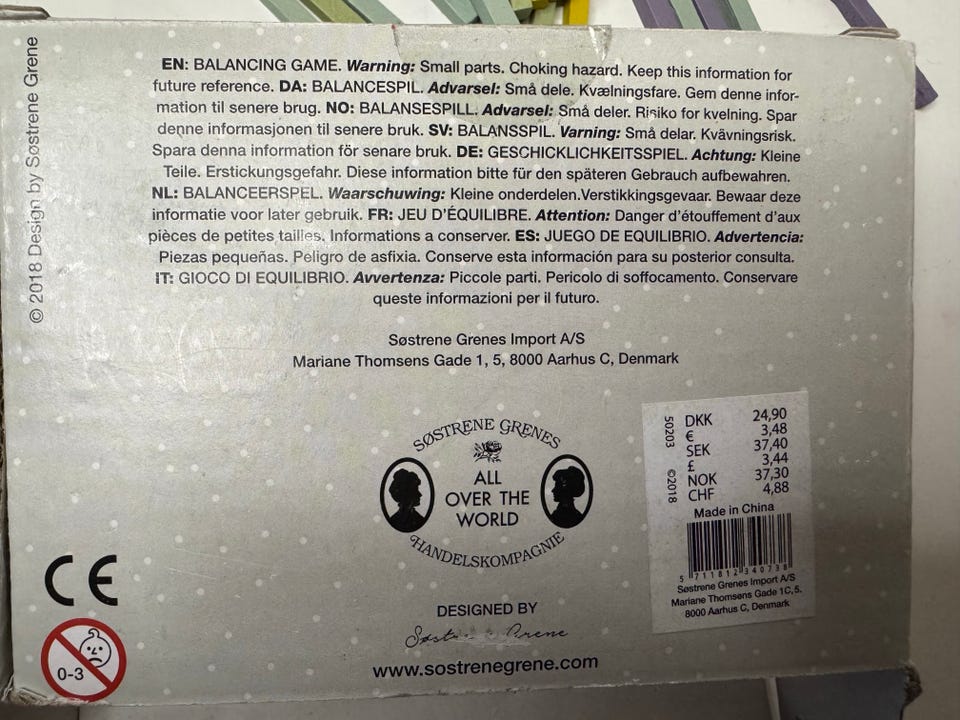 © 2018 Design by Søstrene Grene
EN: BALANCING GAME. Warning: Small parts. Choking hazard. Keep this information for
future reference. DA: BALANCESPIL. Advarsel: Små dele. Kvælningsfare. Gem denne infor-
mation til senere brug. NO: BALANSESPILL. Advarsel: Små deler. Risiko for kvelning. Spar
denne informasjonen til senere bruk. SV: BALANSSPIL. Varning: Små delar. Kvävningsrisk.
Spara denna information för senare bruk. DE: GESCHICKLICHKEITSSPIEL. Achtung: Kleine
Teile. Erstickungsgefahr. Diese information bitte für den späteren Gebrauch aufbewahren.
NL: BALANCEERSPEL. Waarschuwing: Kleine onderdelen.Verstikkingsgevaar. Bewaar deze
informatie voor later gebruik. FR: JEU D'ÉQUILIBRE. Attention: Danger d'étouffement d'aux
pièces de petites tailles. Informations a conserver. ES: JUEGO DE EQUILIBRIO. Advertencia:
Piezas pequeñas. Peligro de asfixia. Conserve esta información para su posterior consulta.
IT: GIOCO DI EQUILIBRIO. Avvertenza: Piccole parti. Pericolo di soffocamento. Conservare
queste informazioni per il futuro.
Søstrene Grenes Import A/S
Mariane Thomsens Gade 1, 5, 8000 Aarhus C, Denmark
SØSTRENE GRENES
ALL
OVER THE
WORLD
HANDELSKOMPAGNIE
DESIGNED BY
www.sostrenegrene.com
CE
0-3
50203 ©2018
DKK 24,90
€ 3,48
SEK 37,40
£ 3,44
NOK 37,30
CHF 4,88
Made in China
5 711812 340738
Søstrene Grenes Import A/S
Mariane Thomsens Gade 1C,5.
8000 Aarhus C, Denmark